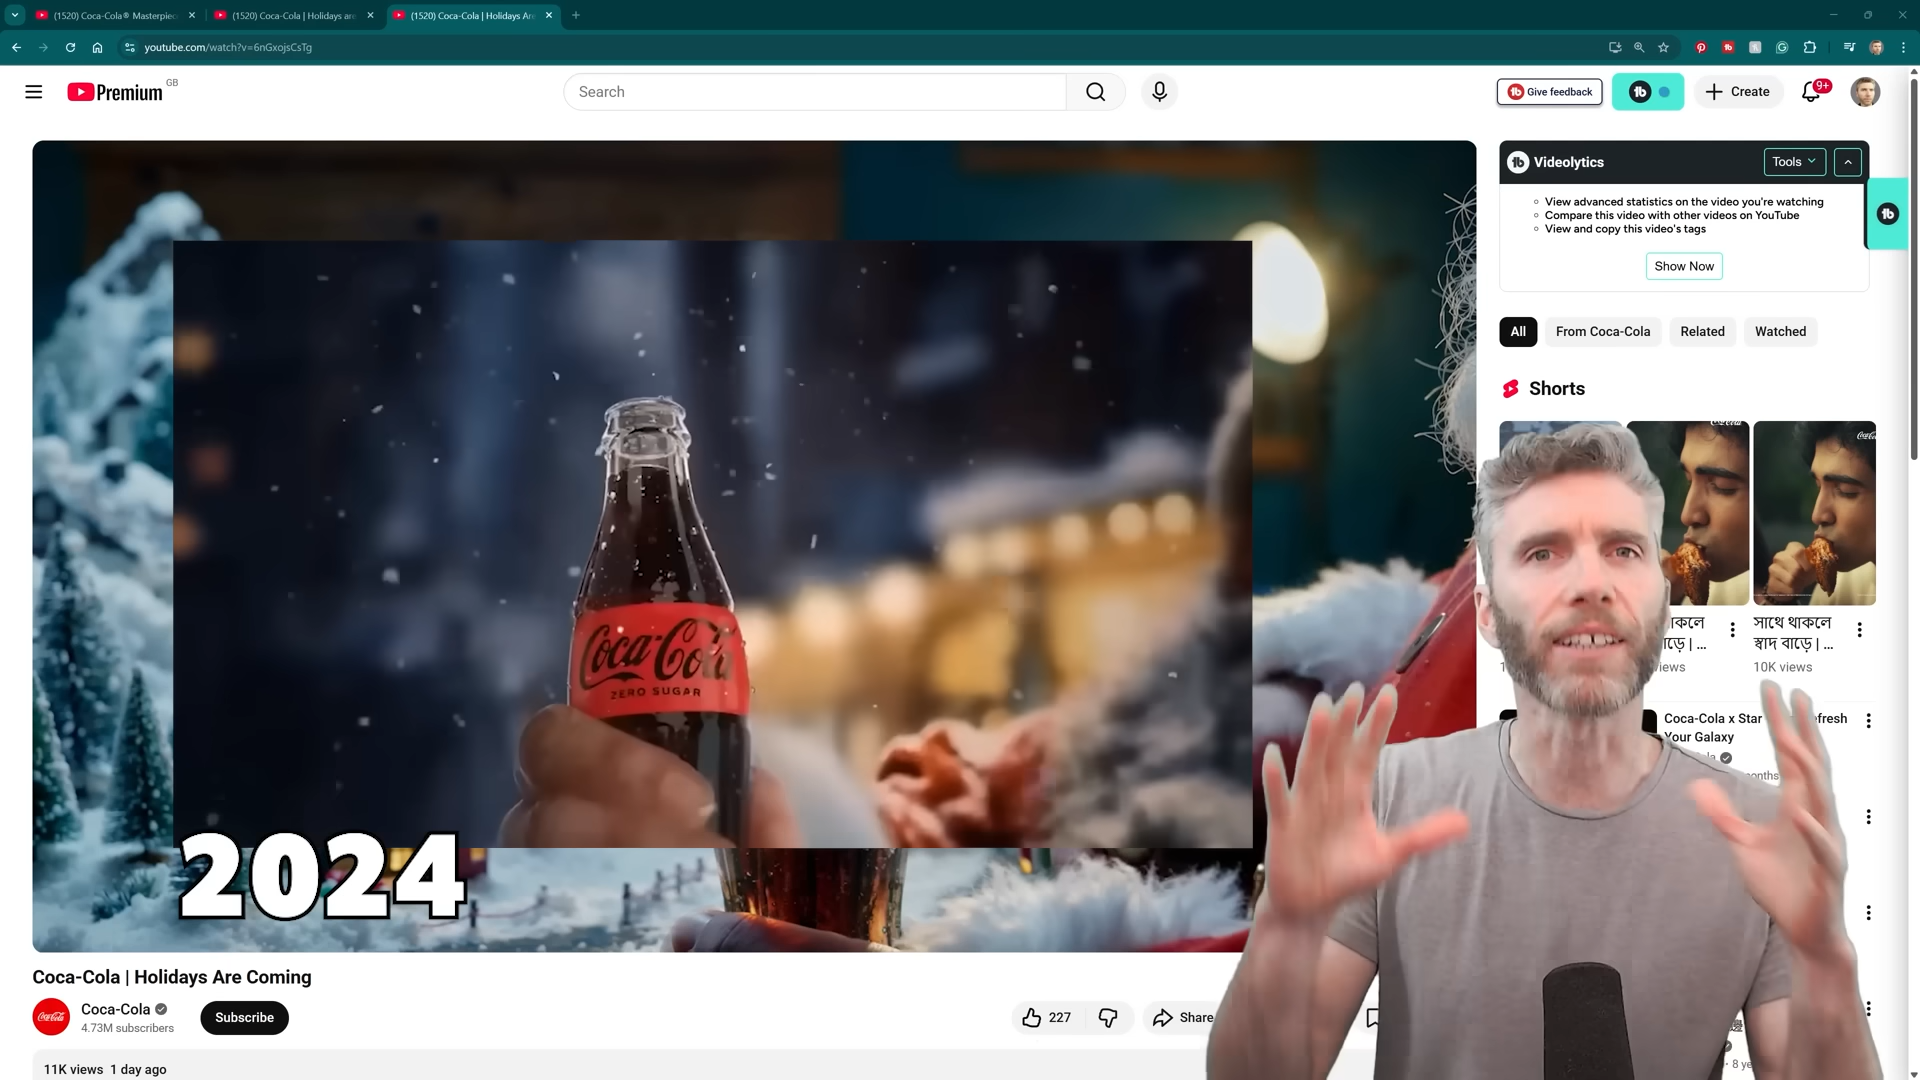 (1520) Coca-Cola® Masterpiec
(1520) Coca-Cola | Holidays are
(1520) Coca-Cola | Holidays Are
youtube.com/watch?v=6nGxojsCsTg
Premium
GB
Search
Give feedback
Create
9+
Videolytics
Tools
View advanced statistics on the video you're watching
Compare this video with other videos on YouTube
View and copy this video's tags
Show Now
All
From Coca-Cola
Related
Watched
Shorts
Coca-Cola
ZERO SUGAR
সাথে থাকলে
স্বাদ বাড়ে | ...
10K views
Coca-Cola x Star
Your Galaxy
2024
Coca-Cola | Holidays Are Coming
Coca-Cola
4.73M subscribers
Subscribe
227
Share
11K views 1 day ago